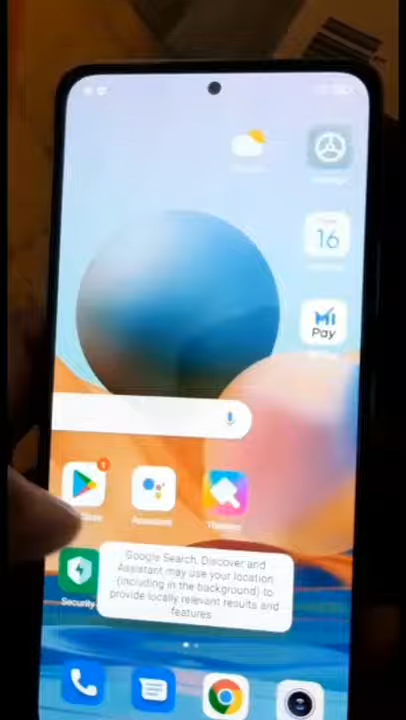 16
Mi
Pay
1
Security
Google Search, Discover and
Assistant may use your location
(including in the background) to
provide locally relevant results and
features